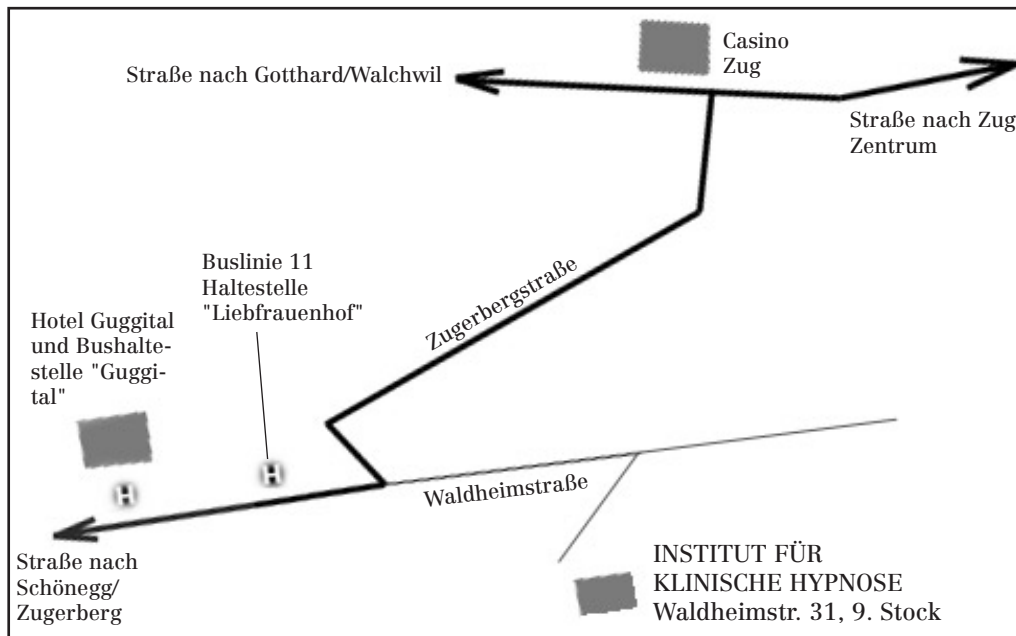 Casino
Zug
Straße nach Gotthard/Walchwil
Straße nach Zug
Zentrum
Zugerbergstraße
Buslinie 11
Haltestelle
"Liebfrauenhof"
Hotel Guggital
und Bushalte-
stelle "Guggi-
tal"
H
H
Waldheimstraße
Straße nach
Schönegg/
Zugerberg
INSTITUT FÜR
KLINISCHE HYPNOSE
Waldheimstr. 31, 9. Stock